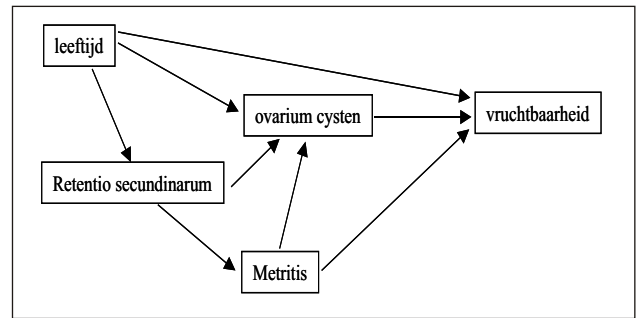 leeftijd
ovarium cysten
vruchtbaarheid
Retentio secundinarum
Metritis